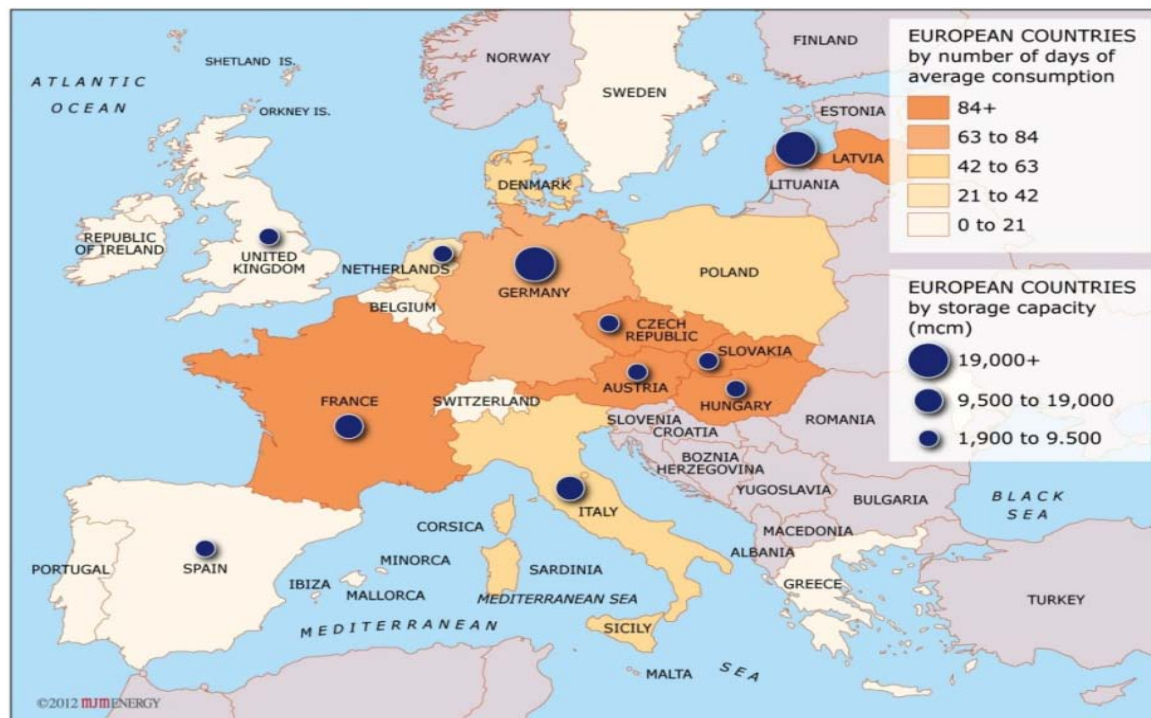 NORWAY
FINLAND
EUROPEAN COUNTRIES
by number of days of
average consumption
84+
63 to 84
42 to 63
21 to 42
0 to 21
EUROPEAN COUNTRIES
by storage capacity
(mcm)
19,000+
9,500 to 19,000
1,900 to 9.500
ATLANTIC
OCEAN
SHETLAND IS.
ORKNEY IS.
SWEDEN
ESTONIA
LATVIA
LITUANIA
DENMARK
REPUBLIC
OF IRELAND
UNITED
KINGDOM
NETHERLANDS
BELGIUM
GERMANY
POLAND
CZECH
REPUBLIC
SLOVAKIA
AUSTRIA
HUNGARY
FRANCE
SWITZERLAND
SLOVENIA
CROATIA
ROMANIA
BOZNIA
HERZEGOVINA
YUGOSLAVIA
BULGARIA
BLACK
SEA
ITALY
CORSICA
MACEDONIA
ALBANIA
PORTUGAL
SPAIN
IBIZA
MINORCA
MALLORCA
SARDINIA
MEDITERRANEAN SEA
GREECE
TURKEY
SICILY
MEDITERRANEAN
SEA
MALTA
©2012 MJMENERGY